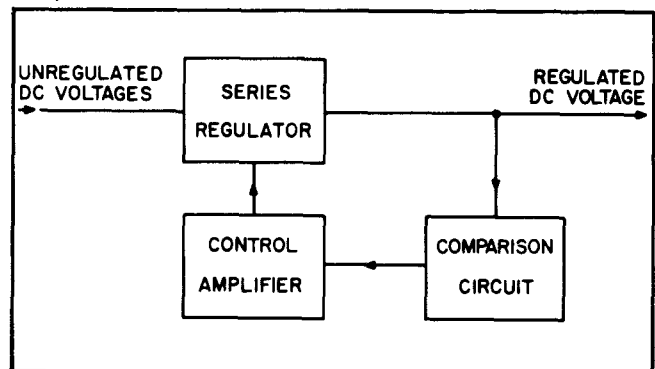 UNREGULATED
DC VOLTAGES
SERIES
REGULATOR
REGULATED
DC VOLTAGE
CONTROL
AMPLIFIER
COMPARISON
CIRCUIT